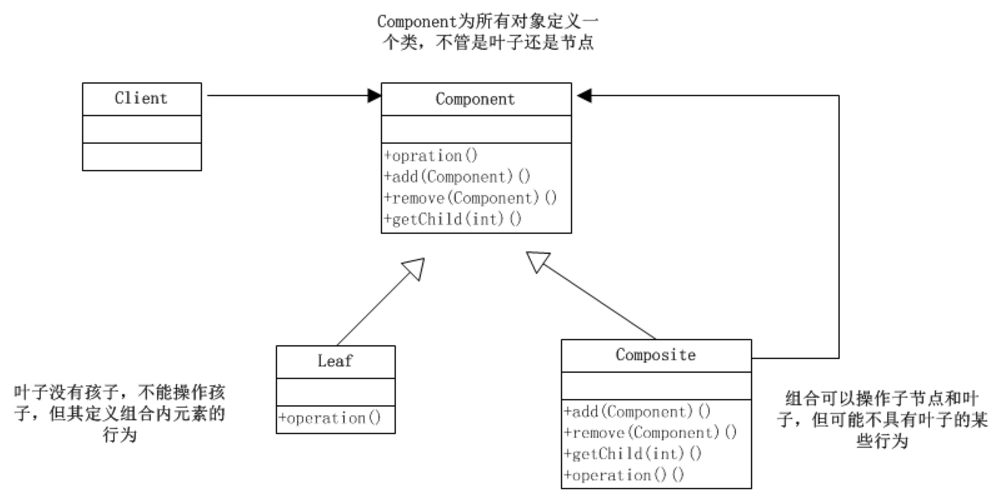 Component为所有对象定义一
个类，不管是叶子还是节点
Client
Component
+opration()
+add(Component)()
+remove(Component)()
+getChild(int)()
Leaf
+operation()
Composite
+add(Component)()
+remove(Component)()
+getChild(int)()
+operation()()
叶子没有孩子，不能操作孩
子，但其定义组合内元素的
行为
组合可以操作子节点和叶
子，但可能不具有叶子的某
些行为